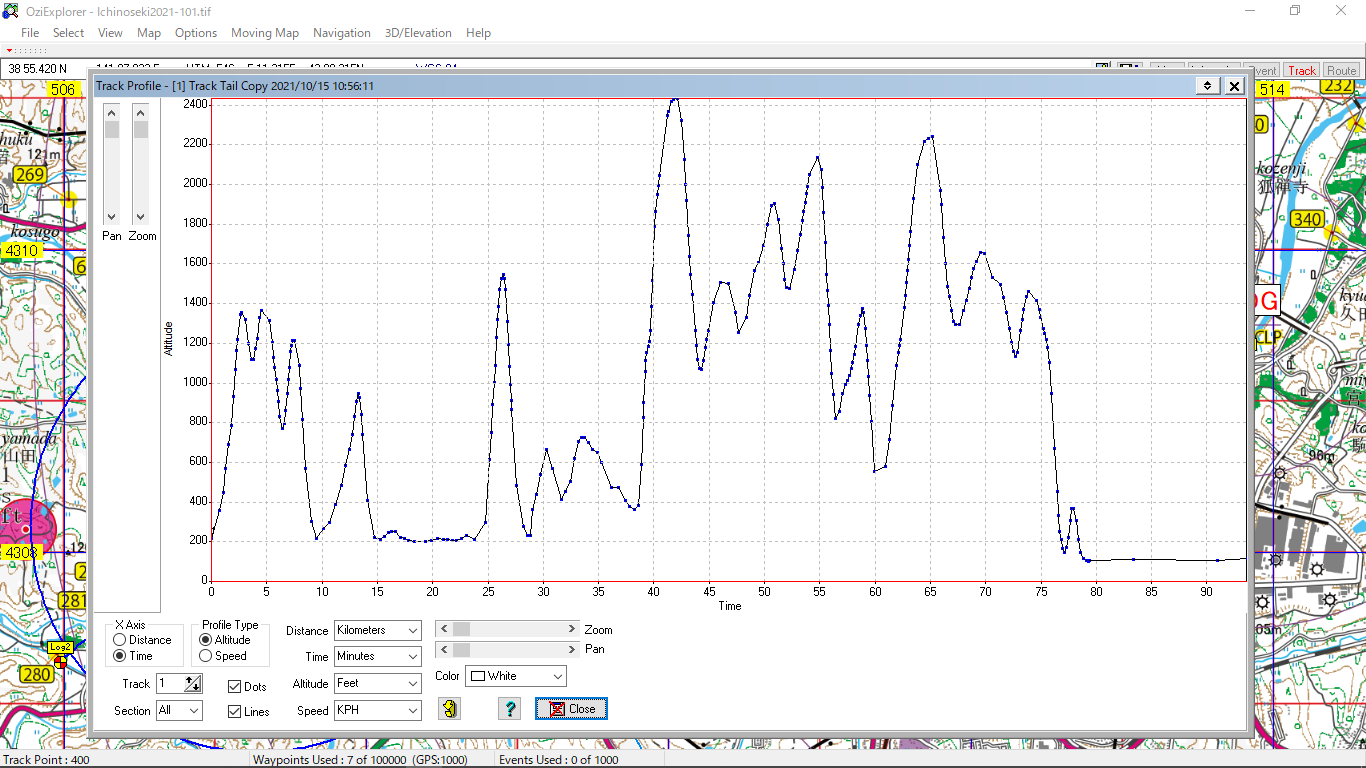 OziExplorer - Ichinoseki2021-101.tif
File Select View Map Options Moving Map Navigation 3D/Elevation Help
38 55.420 N
Event Track Route
Track Profile - [1] Track Tail Copy 2021/10/15 10:56:11
506
514
232
huku
121m
269
kosugo
4310
yamada
山田
4308
281
Log2
280
kozenji
狐禅寺
340
CLP
96m
Pan Zoom
Altitude
2400
2200
2000
1800
1600
1400
1200
1000
800
600
400
200
0
0 5 10 15 20 25 30 35 40 45 50 55 60 65 70 75 80 85 90
Time
X Axis
Distance
Time
Profile Type
Altitude
Speed
Track 1
Section All
Dots
Lines
Distance Kilometers
Time Minutes
Altitude Feet
Speed KPH
Zoom
Pan
Color White
?
Close
Track Point : 400
Waypoints Used : 7 of 100000 (GPS:1000)
Events Used : 0 of 1000